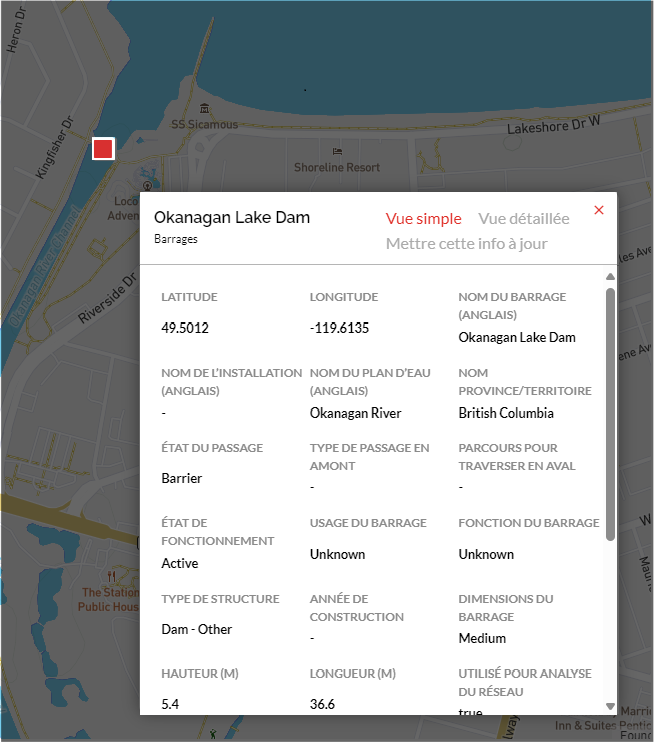 Heron Dr
SS Sicamous
Lakeshore Dr W
Kingfisher Dr
Shoreline Resort
Loco
Adven
Okanagan River Channel
Riverside Dr
Okanagan Lake Dam
Barrages
Vue simple Vue détaillée
Mettre cette info à jour
×
LATITUDE
49.5012
LONGITUDE
-119.6135
NOM DU BARRAGE
(ANGLAIS)
Okanagan Lake Dam
NOM DE L'INSTALLATION
(ANGLAIS)
-
NOM DU PLAN D'EAU
(ANGLAIS)
Okanagan River
NOM
PROVINCE/TERRITOIRE
British Columbia
ÉTAT DU PASSAGE
Barrier
TYPE DE PASSAGE EN
AMONT
-
PARCOURS POUR
TRAVERSER EN AVAL
-
ÉTAT DE
FONCTIONNEMENT
Active
USAGE DU BARRAGE
Unknown
FONCTION DU BARRAGE
Unknown
TYPE DE STRUCTURE
Dam - Other
ANNÉE DE
CONSTRUCTION
-
DIMENSIONS DU
BARRAGE
Medium
HAUTEUR (M)
5.4
LONGUEUR (M)
36.6
UTILISÉ POUR ANALYSE
DU RÉSEAU
true
les Ave
ene Ave
The Station
Public Hous
W
Maur
lway
Marri
Inn & Suites Pentic